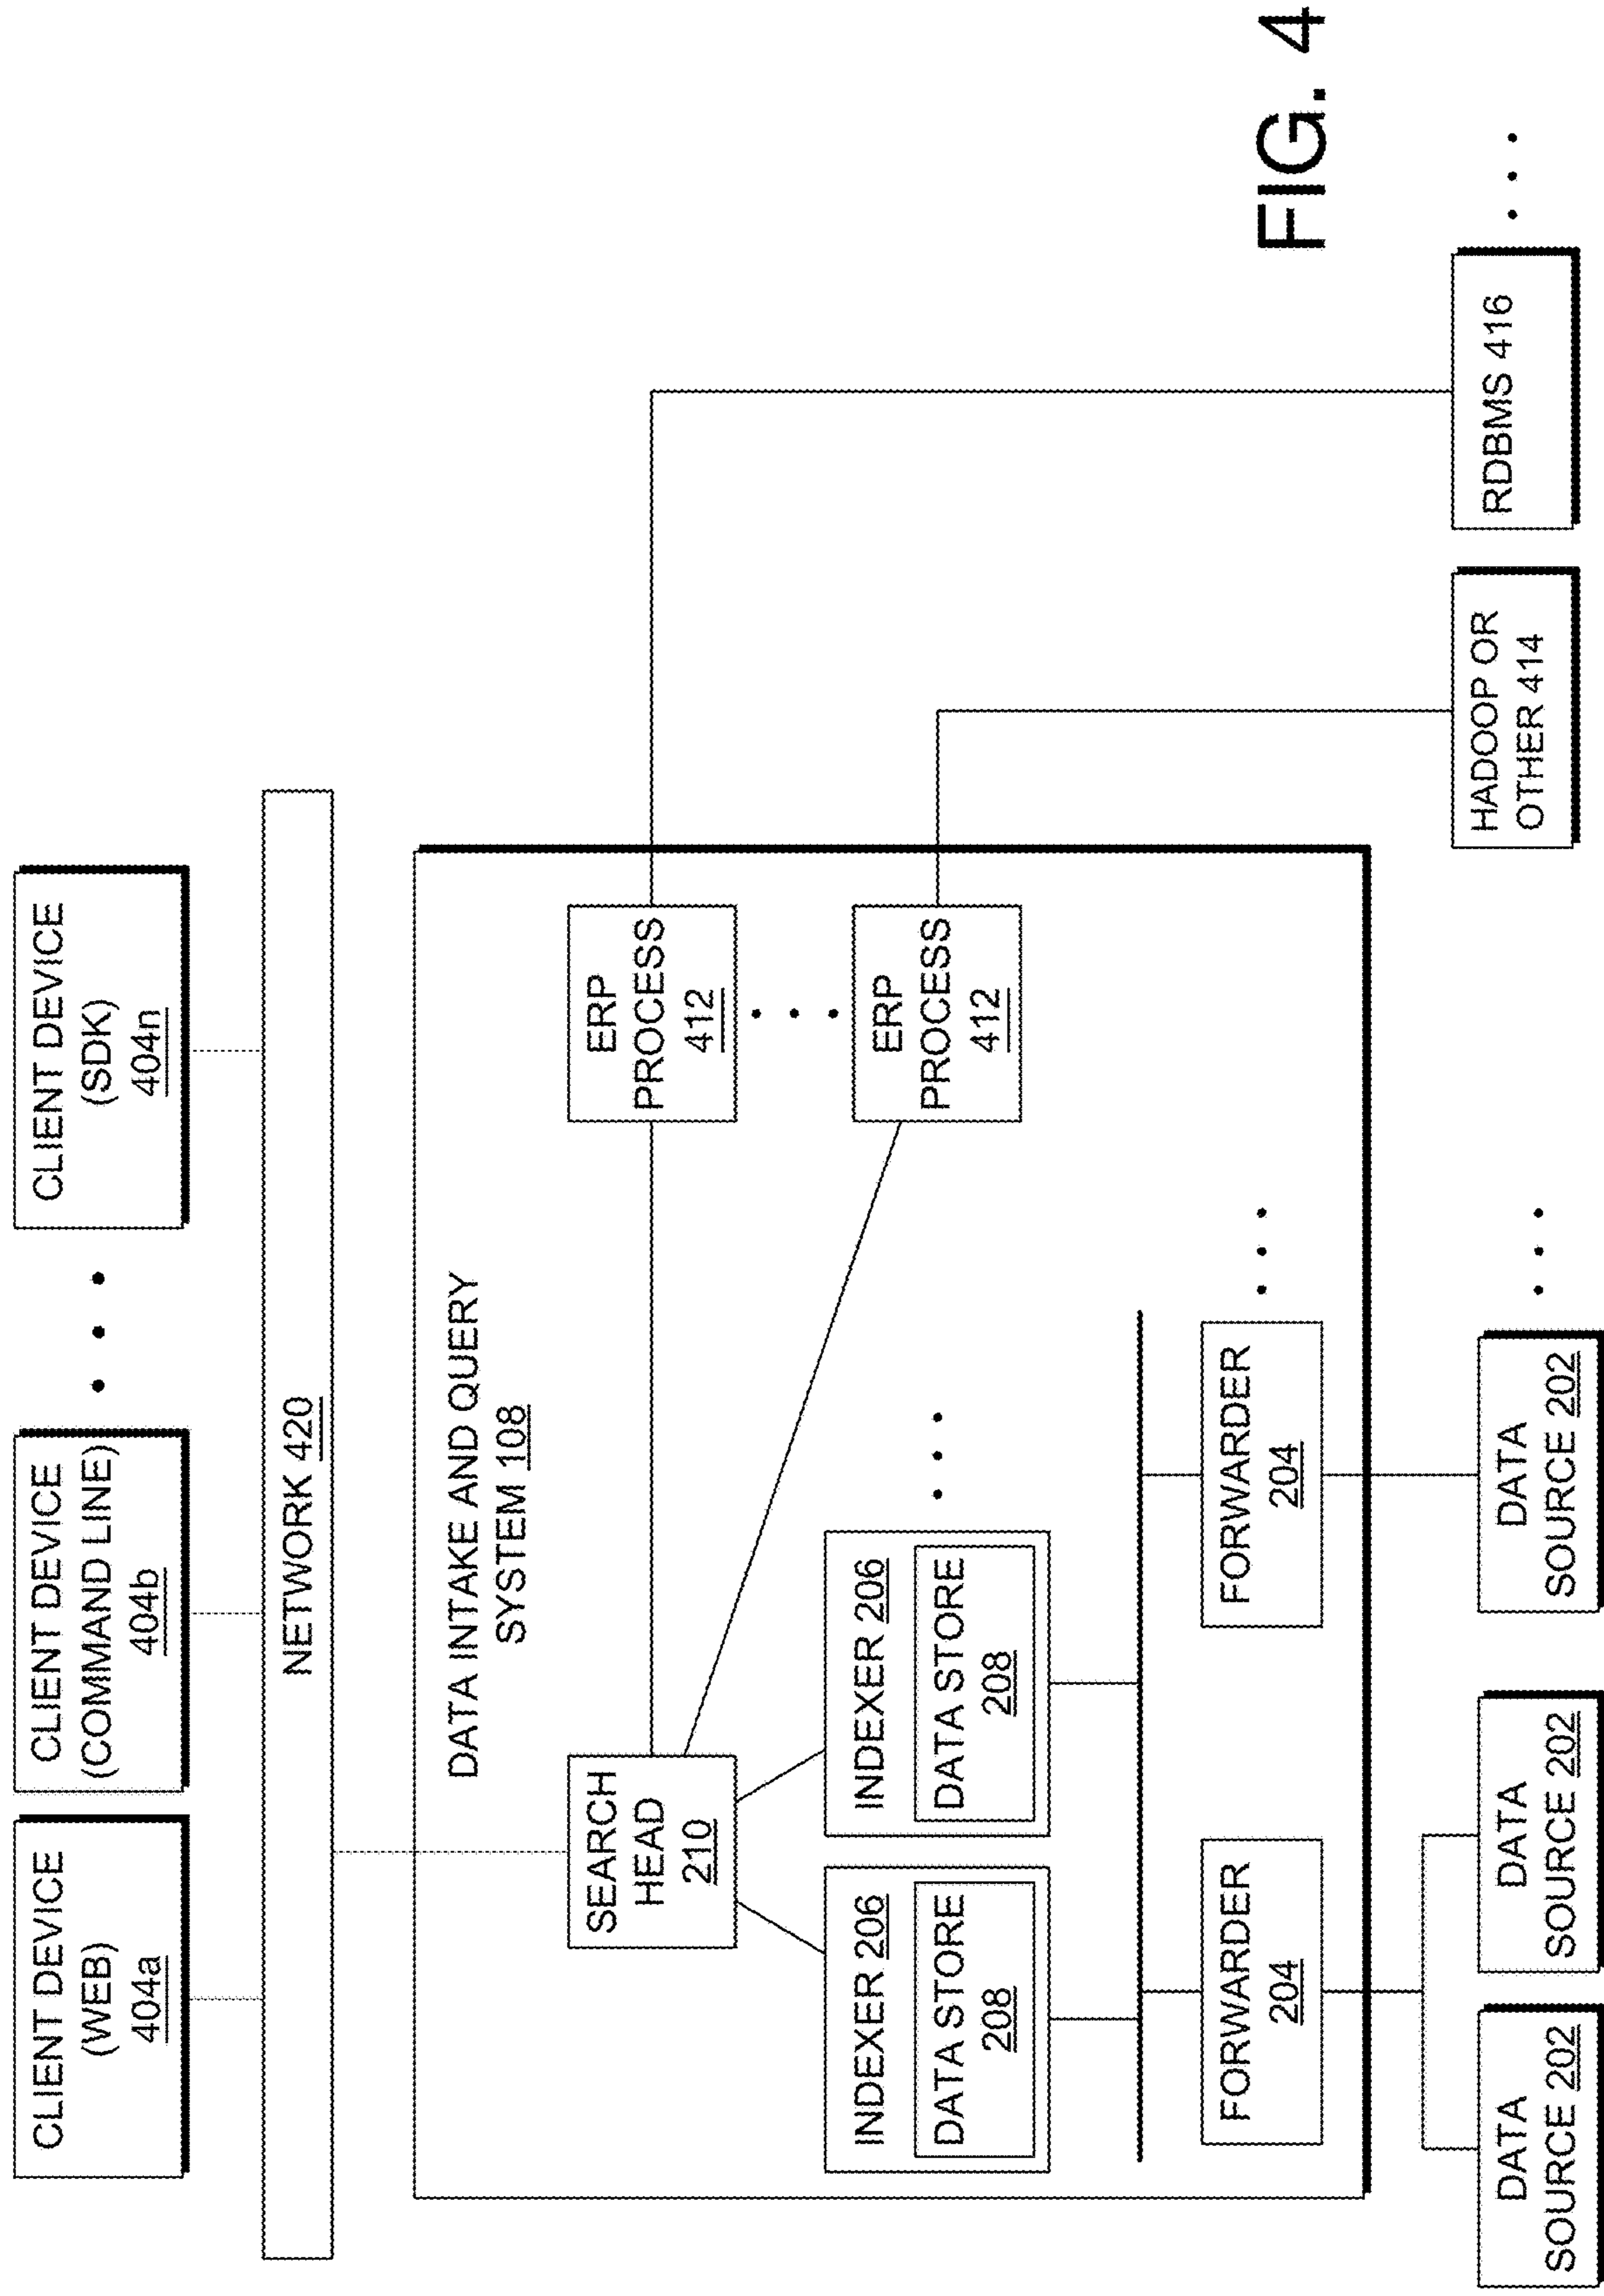 CLIENT DEVICE
(WEB)
404a
CLIENT DEVICE
(COMMAND LINE)
404b
CLIENT DEVICE
(SDK)
404n
NETWORK 420
DATA INTAKE AND QUERY
SYSTEM 108
SEARCH
HEAD
210
ERP
PROCESS
412
ERP
PROCESS
412
INDEXER 206
DATA STORE
208
INDEXER 206
DATA STORE
208
FORWARDER
204
FORWARDER
204
DATA
SOURCE 202
DATA
SOURCE 202
DATA
SOURCE 202
HADOOP OR
OTHER 414
RDBMS 416
FIG. 4